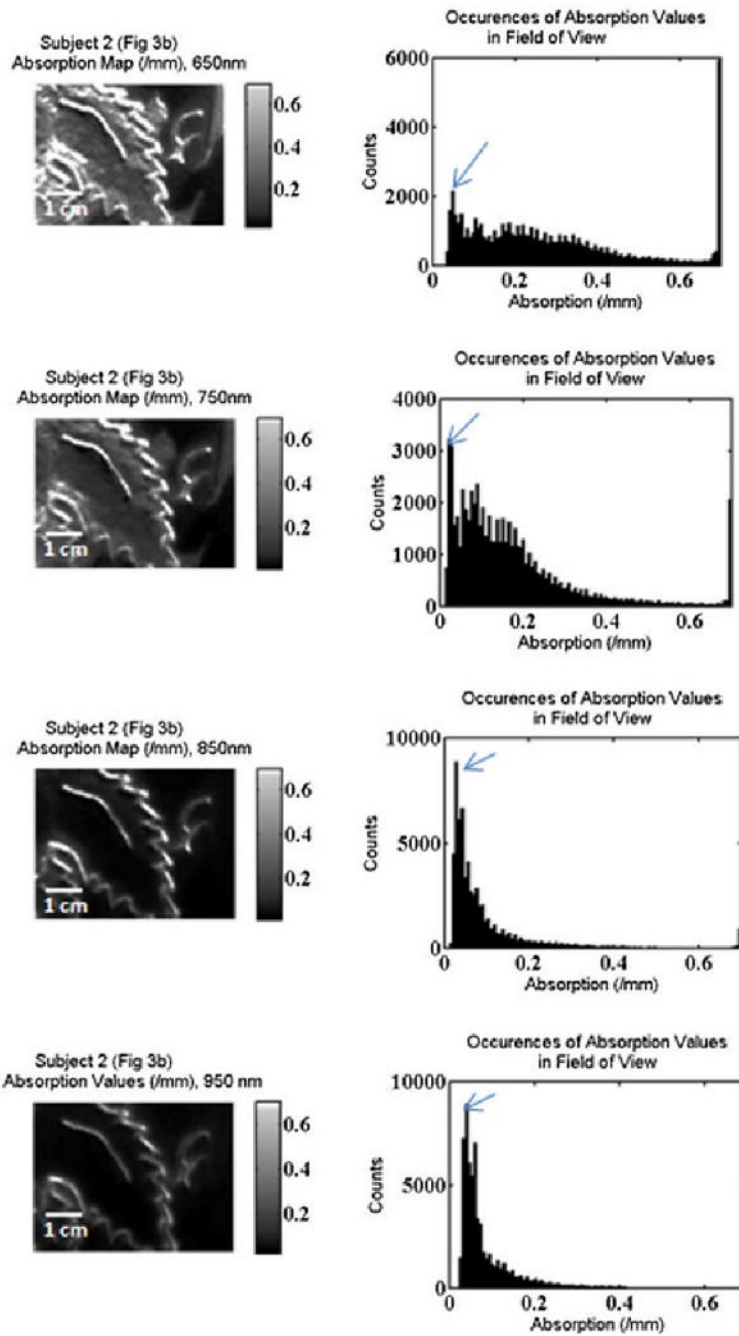 Subject 2 (Fig 3b)
Absorption Map (/mm), 650nm
0.6
0.4
0.2
1 cm
Occurences of Absorption Values
in Field of View
6000
4000
2000
0
Counts
0
0.2
0.4
0.6
Absorption (/mm)
Subject 2 (Fig 3b)
Absorption Map (/mm), 750nm
0.6
0.4
0.2
1 cm
Occurences of Absorption Values
in Field of View
4000
3000
2000
1000
0
Counts
0
0.2
0.4
0.6
Absorption (/mm)
Subject 2 (Fig 3b)
Absorption Map (/mm), 850nm
0.6
0.4
0.2
1 cm
Occurences of Absorption Values
in Field of View
10000
5000
0
Counts
0
0.2
0.4
0.6
Absorption (/mm)
Subject 2 (Fig 3b)
Absorption Values (/mm), 950 nm
0.6
0.4
0.2
1 cm
Occurences of Absorption Values
in Field of View
10000
5000
0
Counts
0
0.2
0.4
0.6
Absorption (/mm)